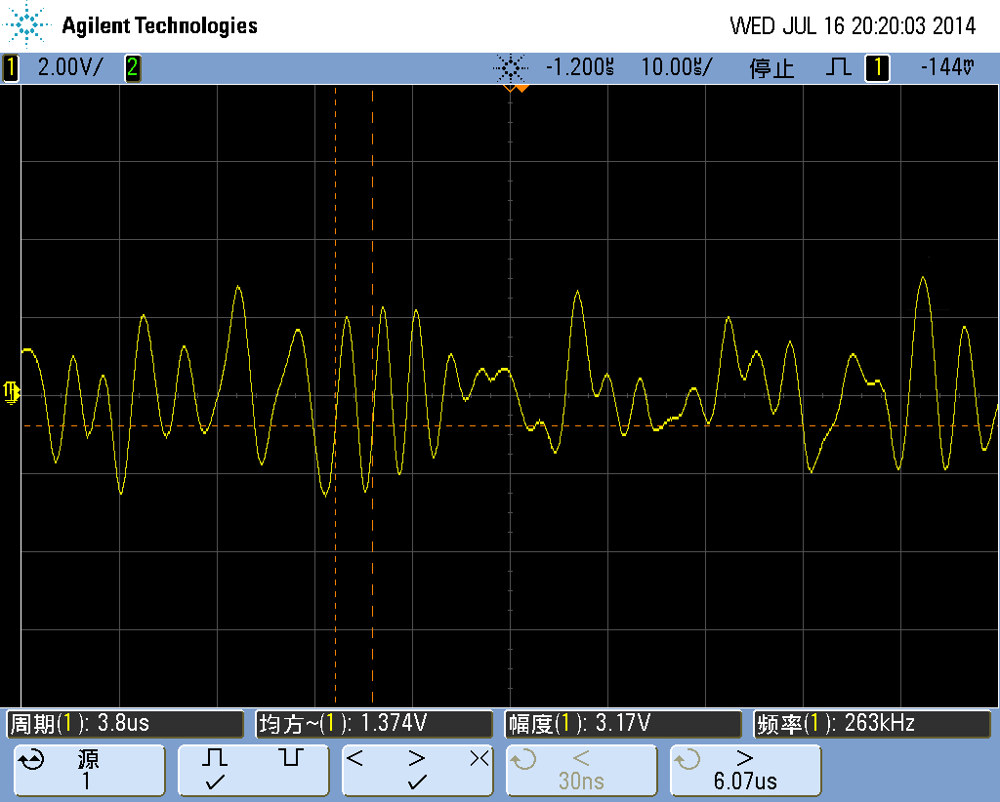 Agilent Technologies WED JUL 16 20:20:03 2014
1 2.00V/ 2 -1.200µs 10.00µs/ 停止 1 -144mV
周期(1): 3.8us 均方~(1): 1.374V 幅度(1): 3.17V 频率(1): 263kHz
源 < > >< < >
1 ✓ ✓ 30ns 6.07us